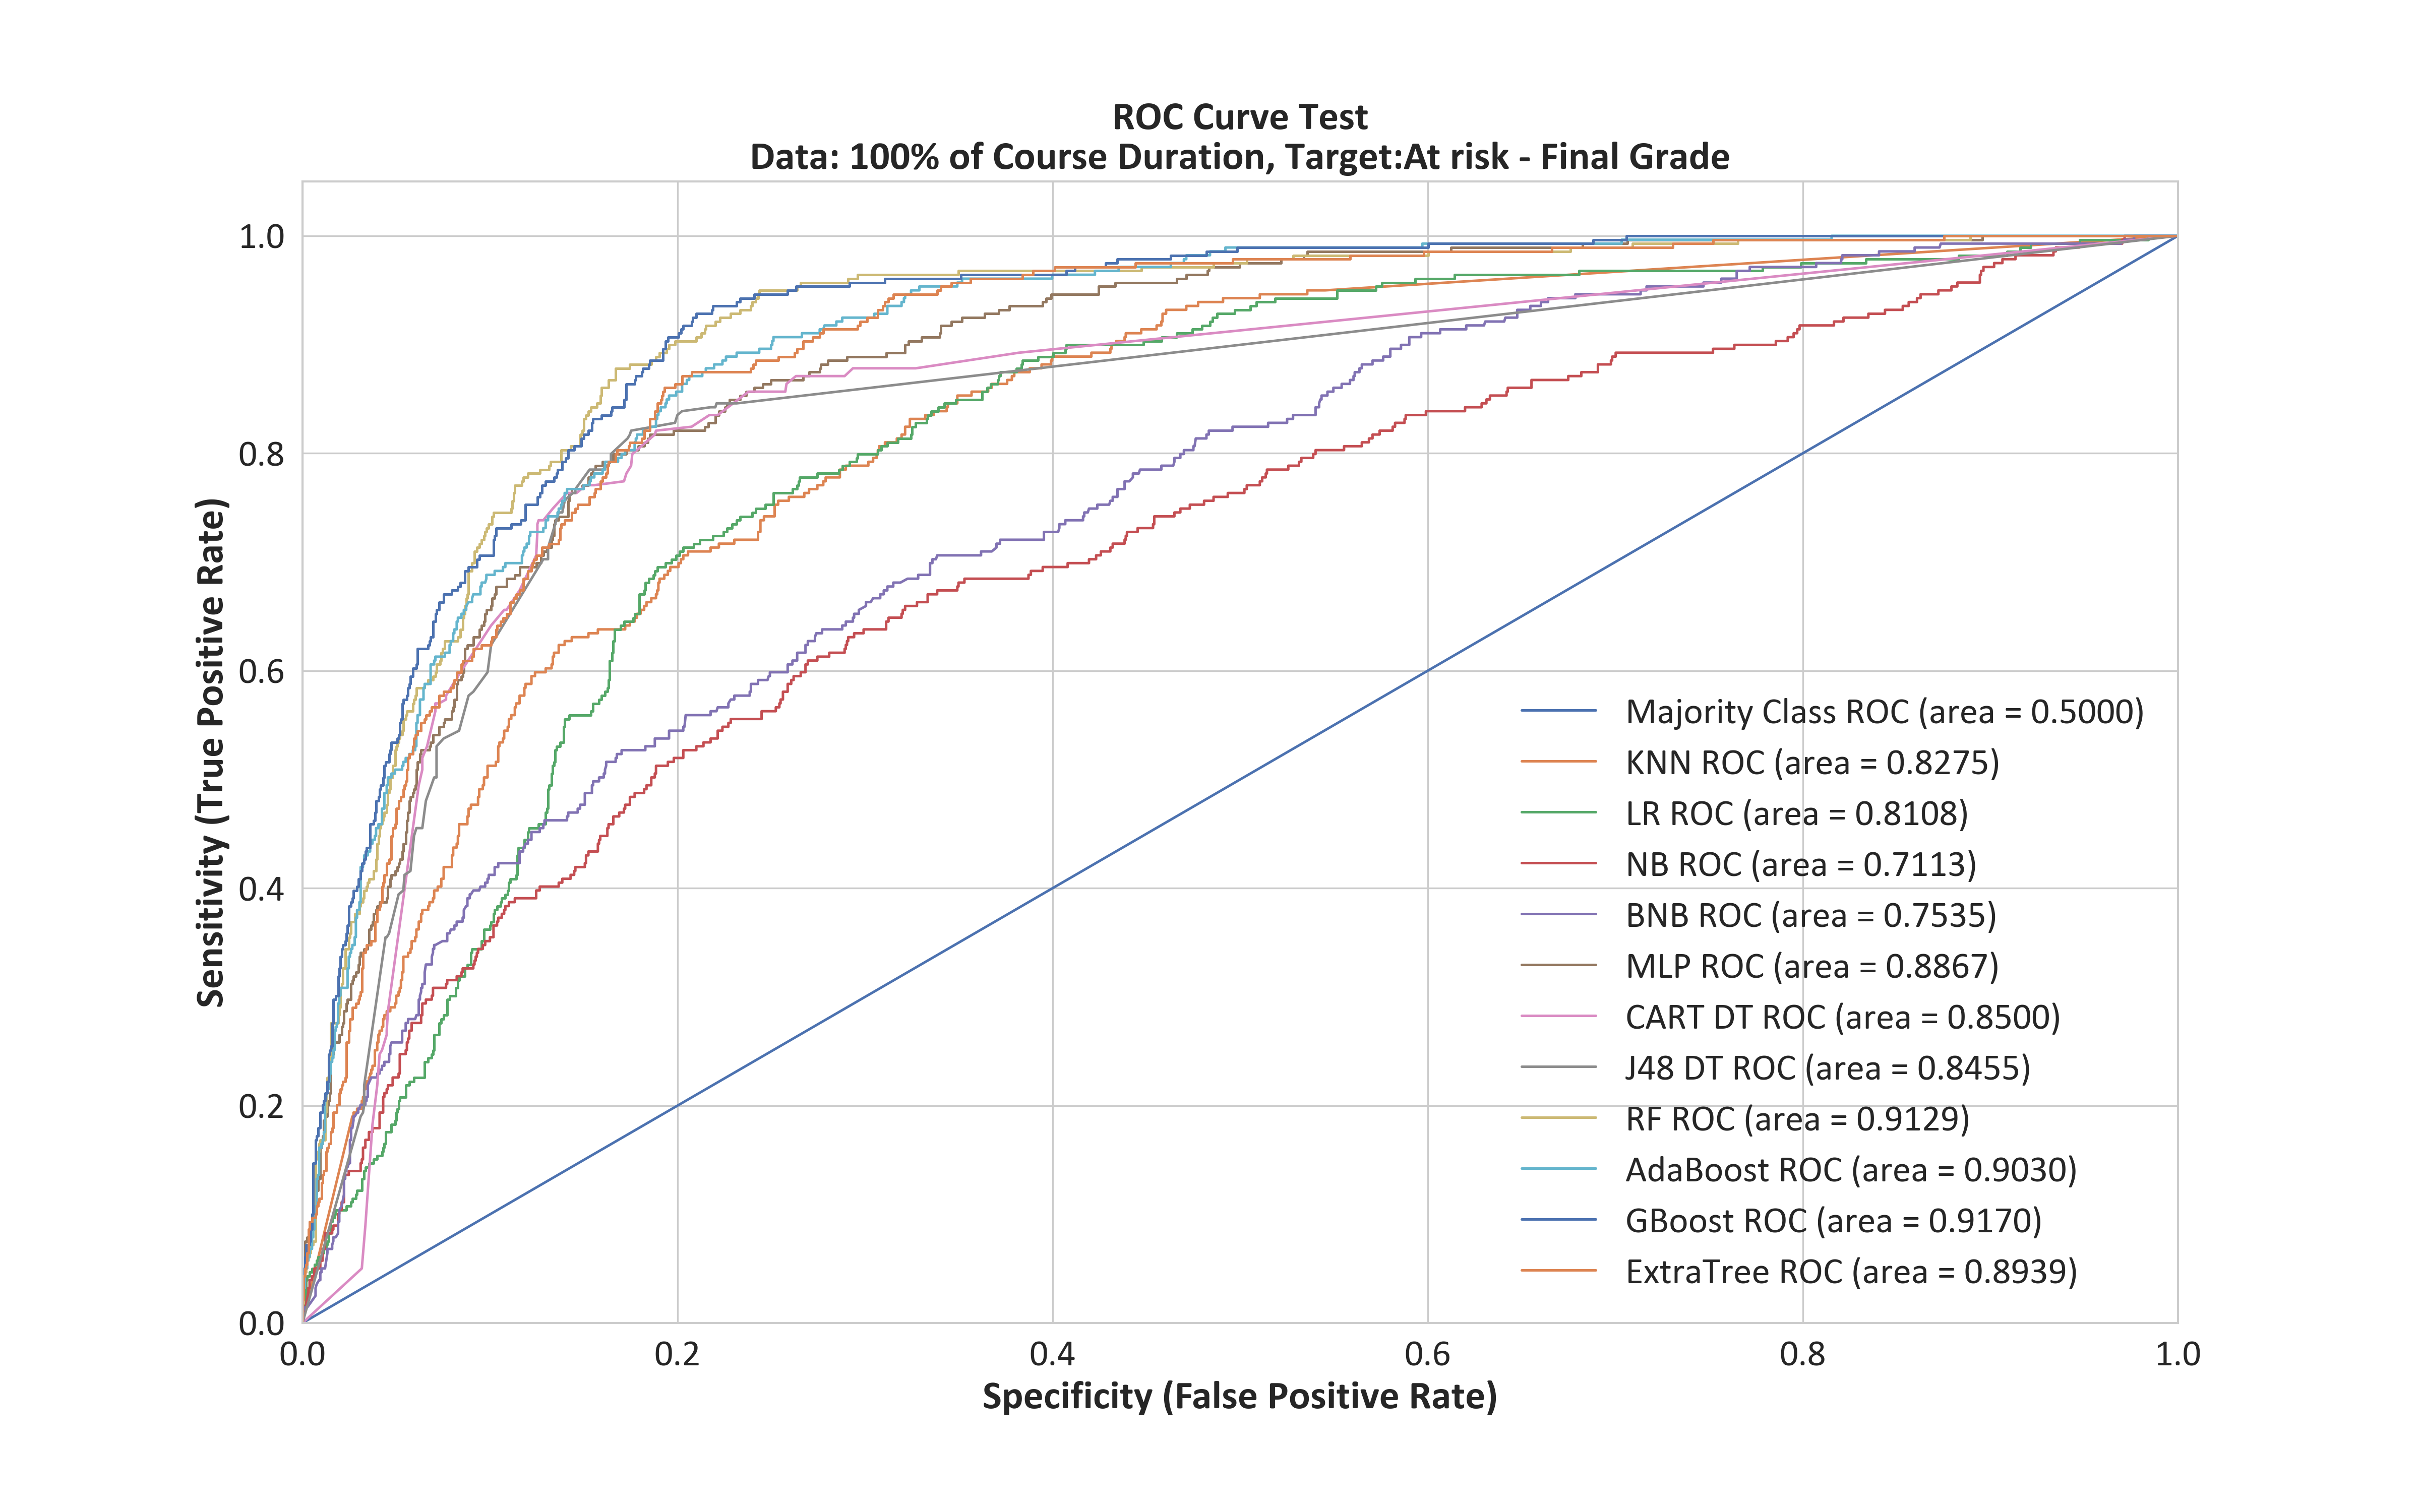 ROC Curve Test
Data: 100% of Course Duration, Target:At risk - Final Grade
Sensitivity (True Positive Rate)
1.0
0.8
0.6
0.4
0.2
0.0
Majority Class ROC (area = 0.5000)
KNN ROC (area = 0.8275)
LR ROC (area = 0.8108)
NB ROC (area = 0.7113)
BNB ROC (area = 0.7535)
MLP ROC (area = 0.8867)
CART DT ROC (area = 0.8500)
J48 DT ROC (area = 0.8455)
RF ROC (area = 0.9129)
AdaBoost ROC (area = 0.9030)
GBoost ROC (area = 0.9170)
ExtraTree ROC (area = 0.8939)
0.0 0.2 0.4 0.6 0.8 1.0
Specificity (False Positive Rate)